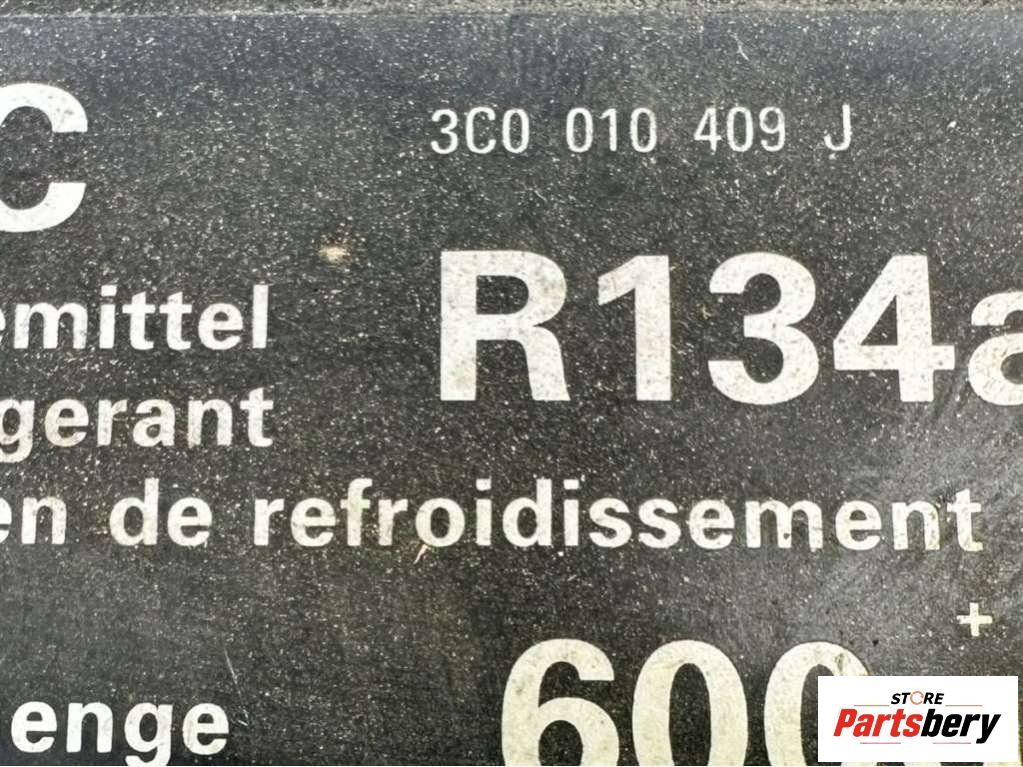 C
3C0 010 409 J
R134a
emittel
gerant
en de refroidissement
+
600
enge
STORE
Partsbery